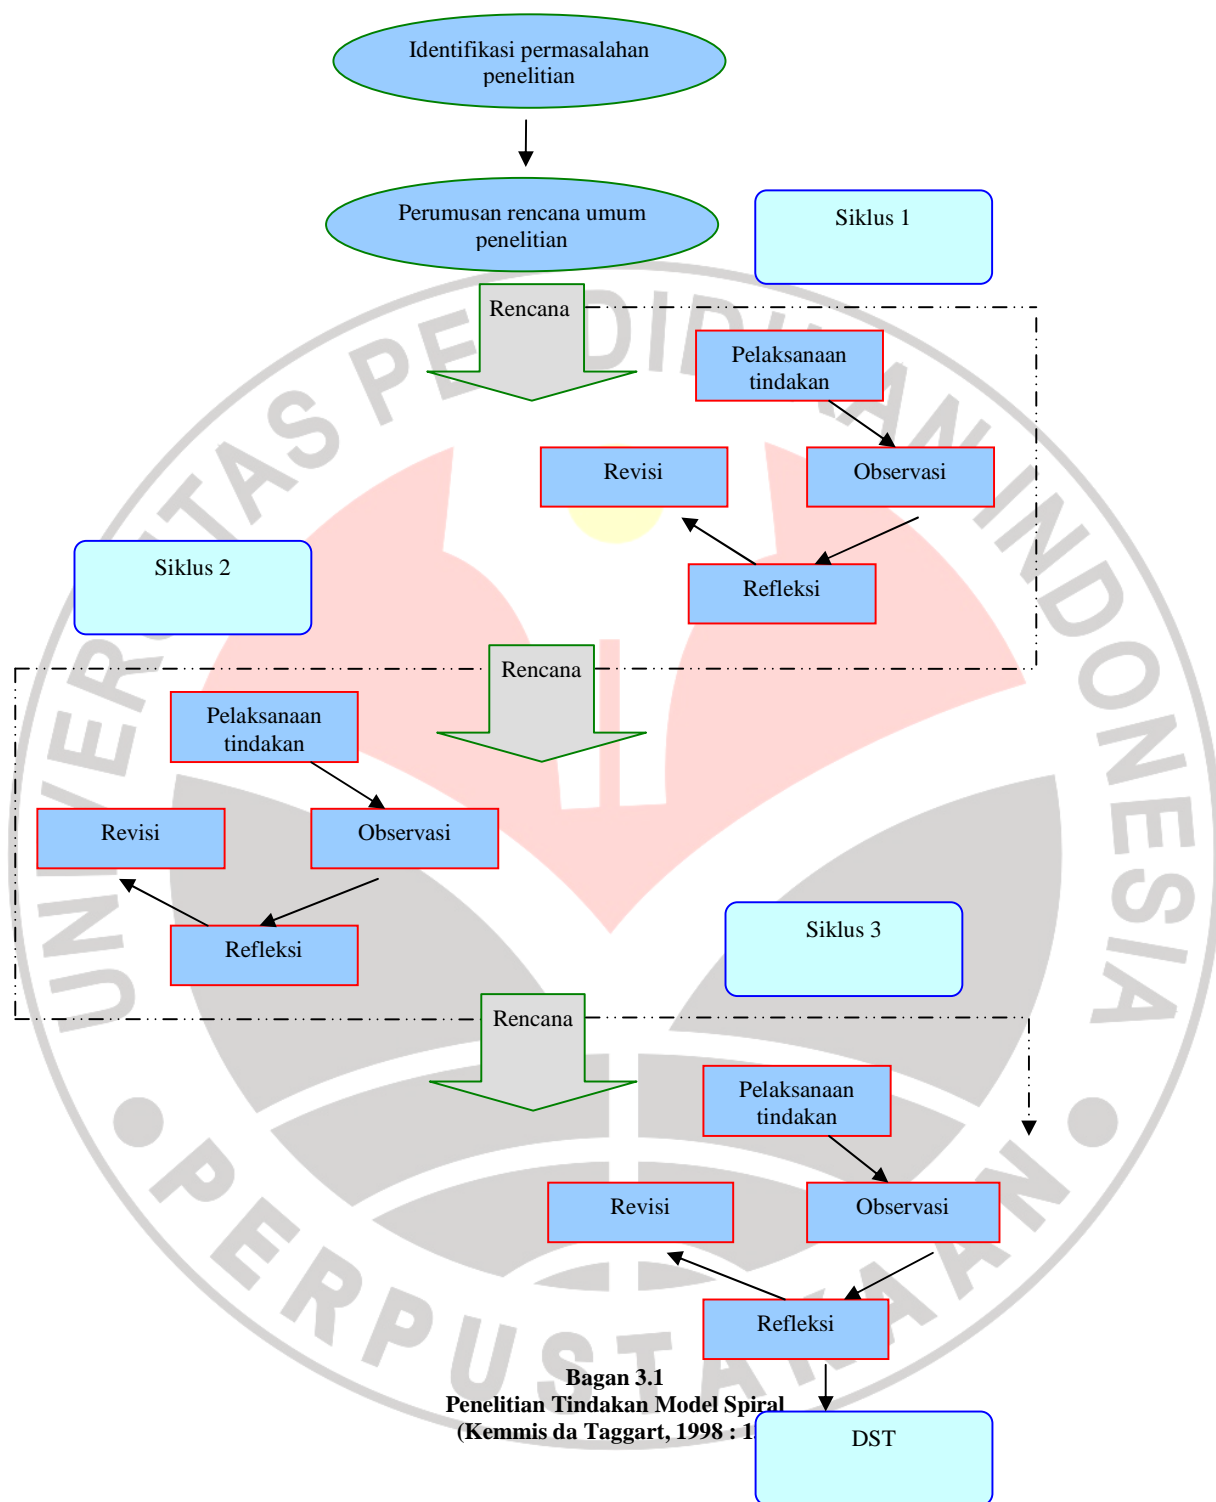 Identifikasi permasalahan
penelitian
Perumusan rencana umum
penelitian
Siklus 1
Rencana
Pelaksanaan
tindakan
Revisi
Observasi
Refleksi
Siklus 2
Rencana
Pelaksanaan
tindakan
Revisi
Observasi
Refleksi
Siklus 3
Rencana
Pelaksanaan
tindakan
Revisi
Observasi
Refleksi
Bagan 3.1
Penelitian Tindakan Model Spiral
(Kemmis da Taggart, 1998 : 1
DST
UNIVERSITAS PENDIDIKAN INDONESIA
PERPUSTAKAAN